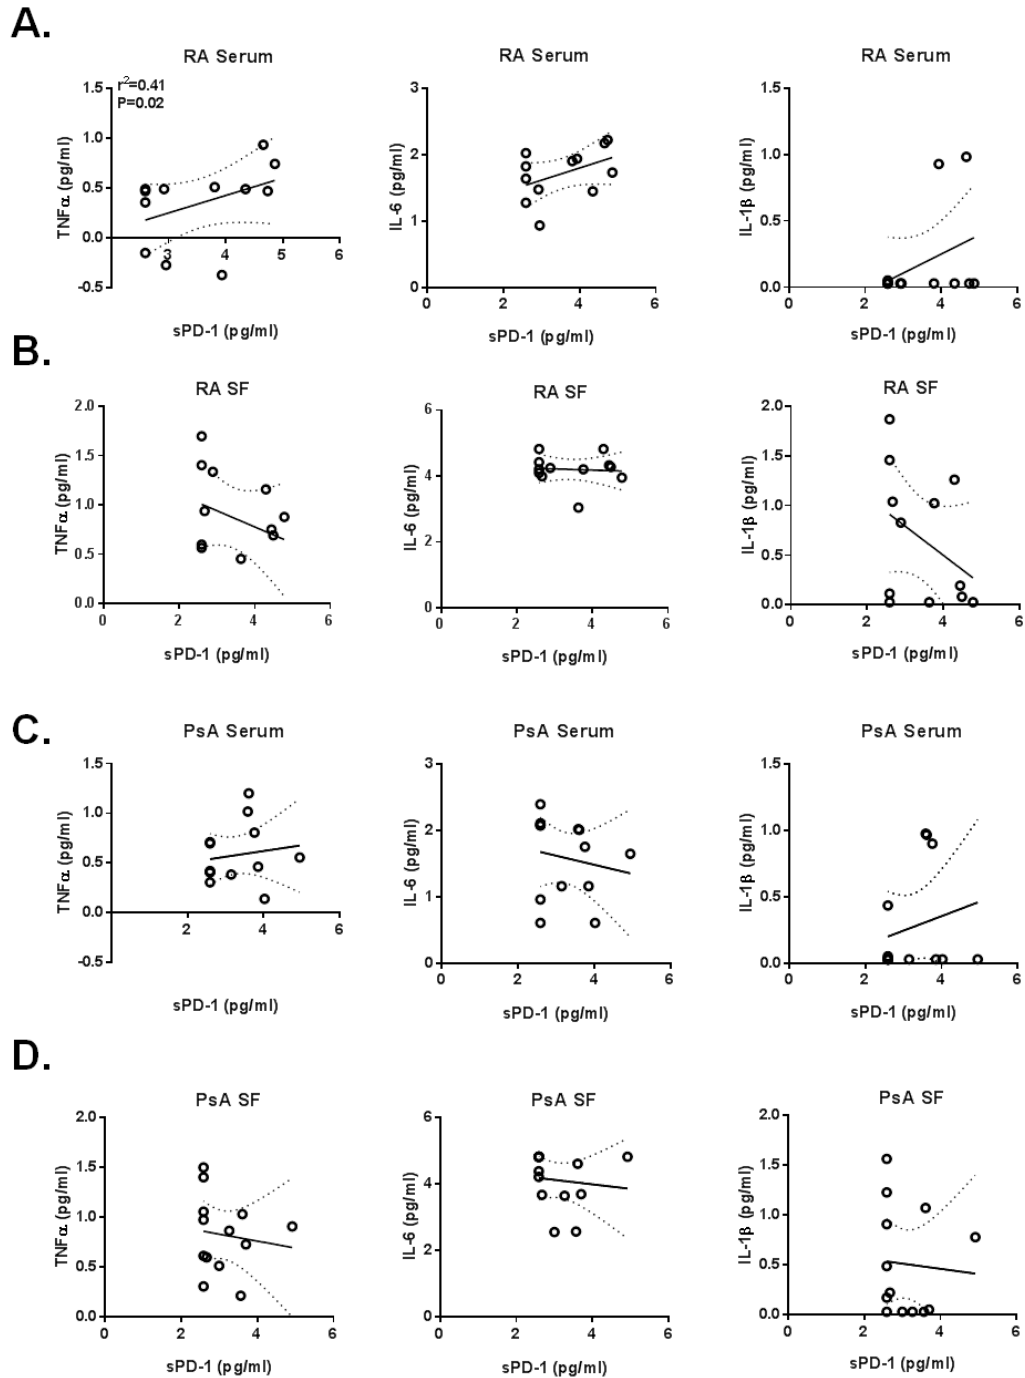 A.
RA Serum
r²=0.41
P=0.02
TNFα (pg/ml)
1.5
1.0
0.5
0.0
-0.5
3
4
5
6
sPD-1 (pg/ml)
RA Serum
IL-6 (pg/ml)
3
2
1
0
0
2
4
6
sPD-1 (pg/ml)
RA Serum
IL-1β (pg/ml)
1.5
1.0
0.5
0.0
0
2
4
6
sPD-1 (pg/ml)
B.
RA SF
TNFα (pg/ml)
2.0
1.5
1.0
0.5
0.0
0
2
4
6
sPD-1 (pg/ml)
RA SF
IL-6 (pg/ml)
6
4
2
0
0
2
4
6
sPD-1 (pg/ml)
RA SF
IL-1β (pg/ml)
2.0
1.5
1.0
0.5
0.0
0
2
4
6
sPD-1 (pg/ml)
C.
PsA Serum
TNFα (pg/ml)
1.5
1.0
0.5
0.0
-0.5
2
4
6
sPD-1 (pg/ml)
PsA Serum
IL-6 (pg/ml)
3
2
1
0
0
2
4
6
sPD-1 (pg/ml)
PsA Serum
IL-1β (pg/ml)
1.5
1.0
0.5
0.0
0
2
4
6
sPD-1 (pg/ml)
D.
PsA SF
TNFα (pg/ml)
2.0
1.5
1.0
0.5
0.0
0
2
4
6
sPD-1 (pg/ml)
PsA SF
IL-6 (pg/ml)
6
4
2
0
0
2
4
6
sPD-1 (pg/ml)
PsA SF
IL-1β (pg/ml)
2.0
1.5
1.0
0.5
0.0
0
2
4
6
sPD-1 (pg/ml)